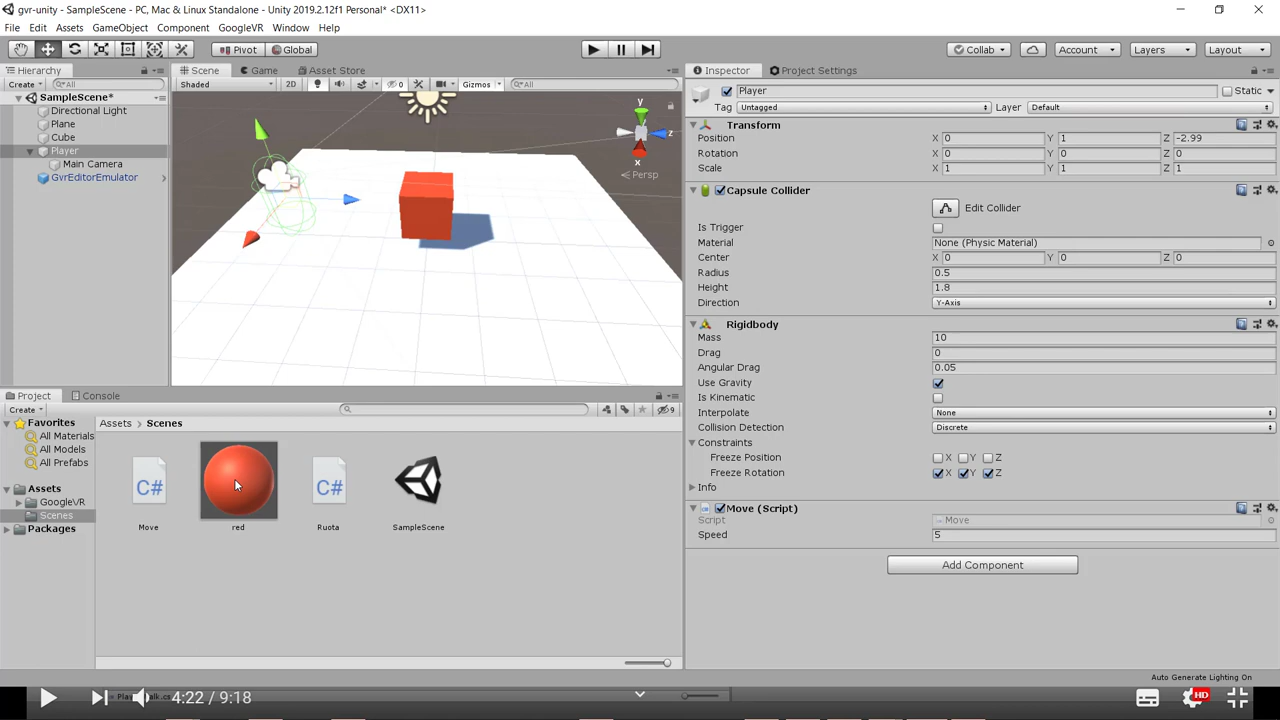 gvr-unity - SampleScene - PC, Mac & Linux Standalone - Unity 2019.2.12f1 Personal* <DX11>
File Edit Assets GameObject Component GoogleVR Window Help
Pivot Global Collab Account Layers Layout
Hierarchy
Create All
SampleScene*
Directional Light
Plane
Cube
Player
Main Camera
GvrEditorEmulator
Scene Game Asset Store
Shaded 2D 0 Gizmos All
y
z
x
Persp
Project Console
Create 9
Favorites
All Materials
All Models
All Prefabs
Assets
GoogleVR
Scenes
Packages
Assets Scenes
C# C#
Move red Ruota SampleScene
Inspector Project Settings
Player Static
Tag Untagged Layer Default
Transform
Position X 0 Y 1 Z -2.99
Rotation X 0 Y 0 Z 0
Scale X 1 Y 1 Z 1
Capsule Collider
Edit Collider
Is Trigger
Material None (Physic Material)
Center X 0 Y 0 Z 0
Radius 0.5
Height 1.8
Direction Y-Axis
Rigidbody
Mass 10
Drag 0
Angular Drag 0.05
Use Gravity
Is Kinematic
Interpolate None
Collision Detection Discrete
Constraints
Freeze Position X Y Z
Freeze Rotation X Y Z
Info
Move (Script)
Script Move
Speed 5
Add Component
Auto Generate Lighting On
4:22 / 9:18
HD